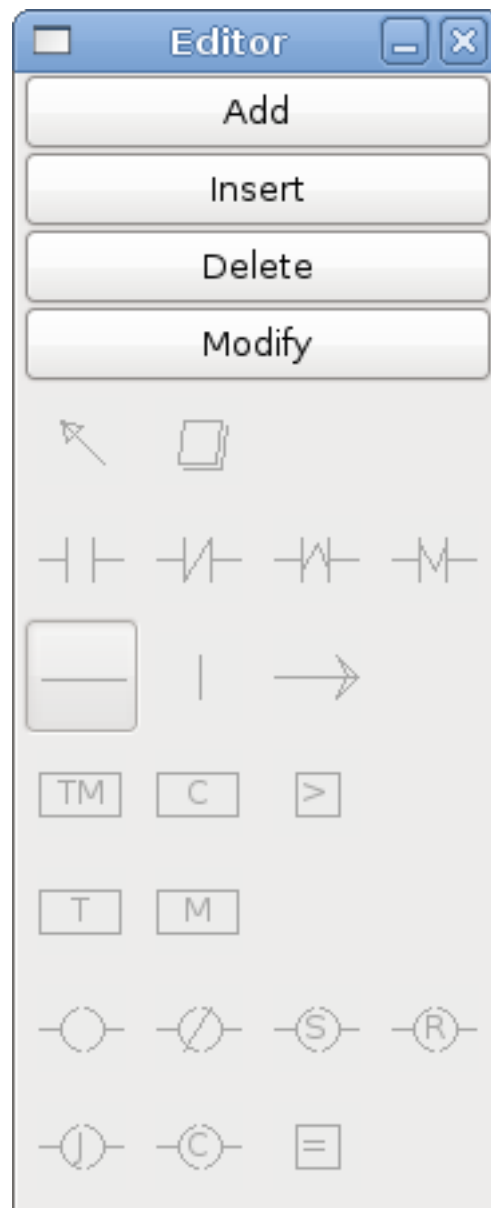 Editor
Add
Insert
Delete
Modify
TM C >
T M
S R
J C =